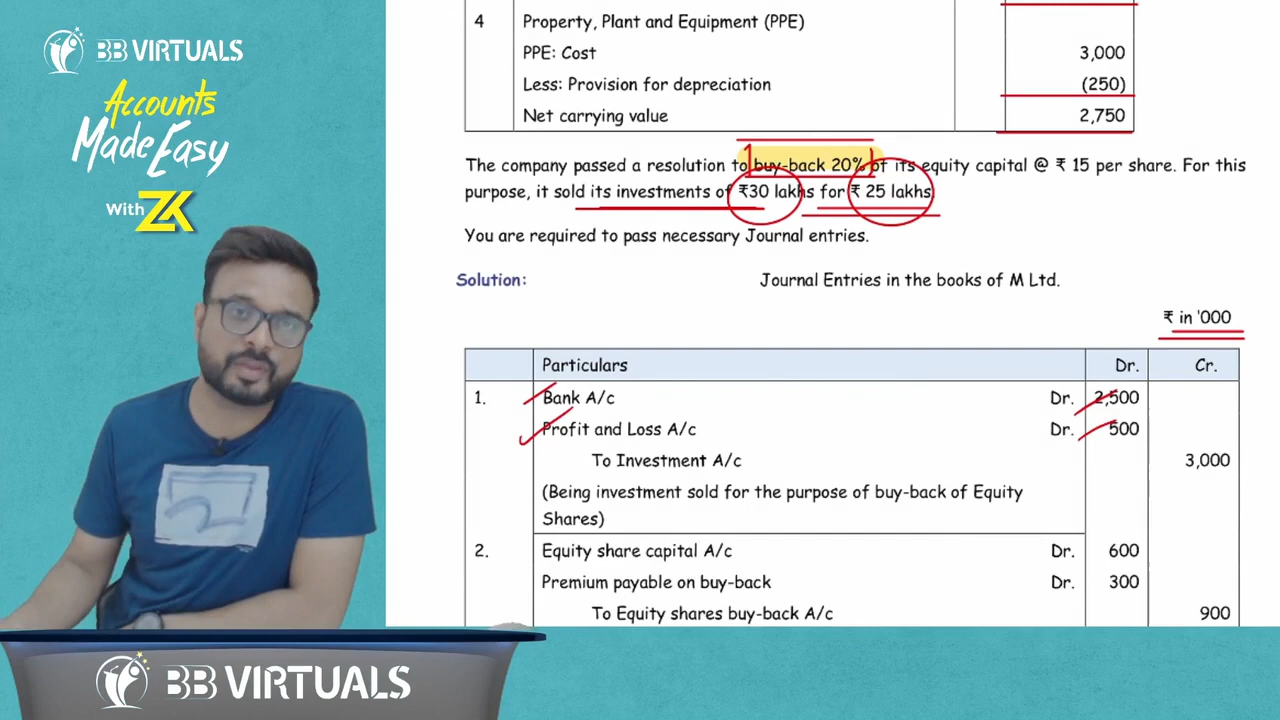 BB VIRTUALS
Accounts
Made Easy
With ZK
4 Property, Plant and Equipment (PPE)
PPE: Cost 3,000
Less: Provision for depreciation (250)
Net carrying value 2,750
The company passed a resolution to buy-back 20% of its equity capital @ ₹ 15 per share. For this
purpose, it sold its investments of ₹30 lakhs for ₹ 25 lakhs.
You are required to pass necessary Journal entries.
Solution: Journal Entries in the books of M Ltd.
₹ in '000
Particulars Dr. Cr.
1. Bank A/c Dr. 2,500
Profit and Loss A/c Dr. 500
To Investment A/c 3,000
(Being investment sold for the purpose of buy-back of Equity
Shares)
2. Equity share capital A/c Dr. 600
Premium payable on buy-back Dr. 300
To Equity shares buy-back A/c 900
BB VIRTUALS